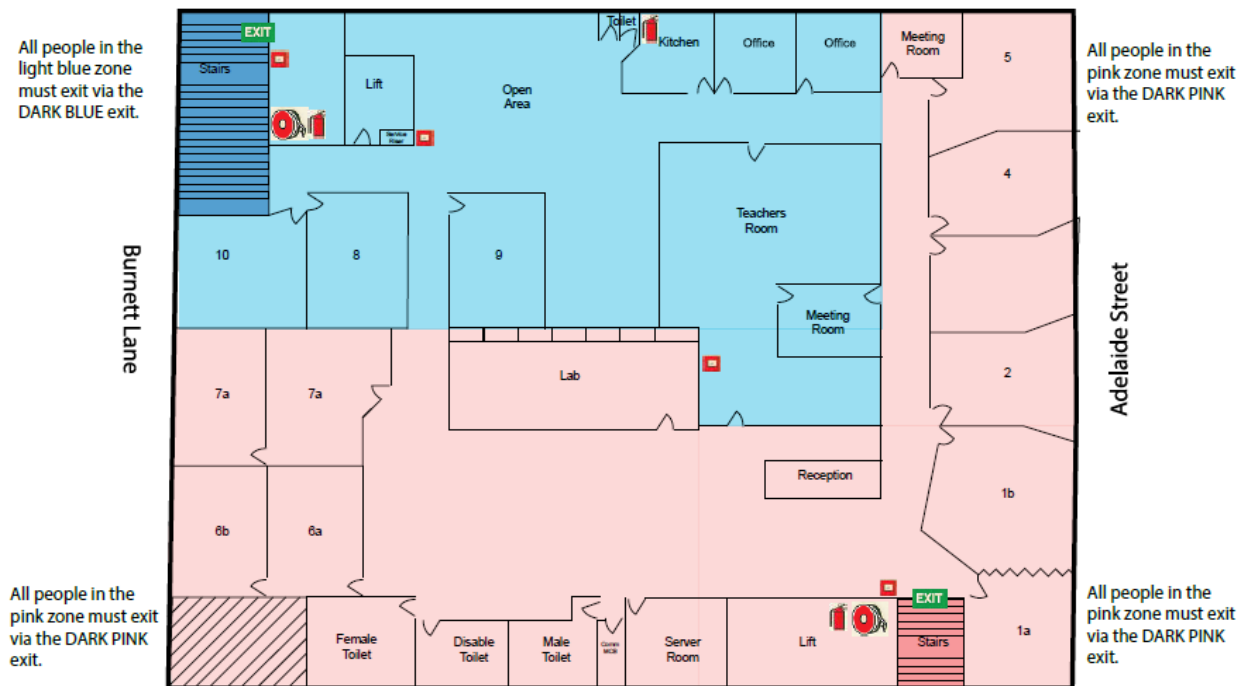 All people in the
light blue zone
must exit via the
DARK BLUE exit.
EXIT
Stairs
Lift
Service
Riser
Open
Area
Toilet
Kitchen
Office
Office
Meeting
Room
5
All people in the
pink zone must exit
via the DARK PINK
exit.
4
Teachers
Room
10
8
9
Meeting
Room
Burnett Lane
Adelaide Street
Lab
7a
7a
2
Reception
1b
6b
6a
All people in the
pink zone must exit
via the DARK PINK
exit.
Female
Toilet
Disable
Toilet
Male
Toilet
Comm
Server
Room
Lift
EXIT
Stairs
1a
All people in the
pink zone must exit
via the DARK PINK
exit.